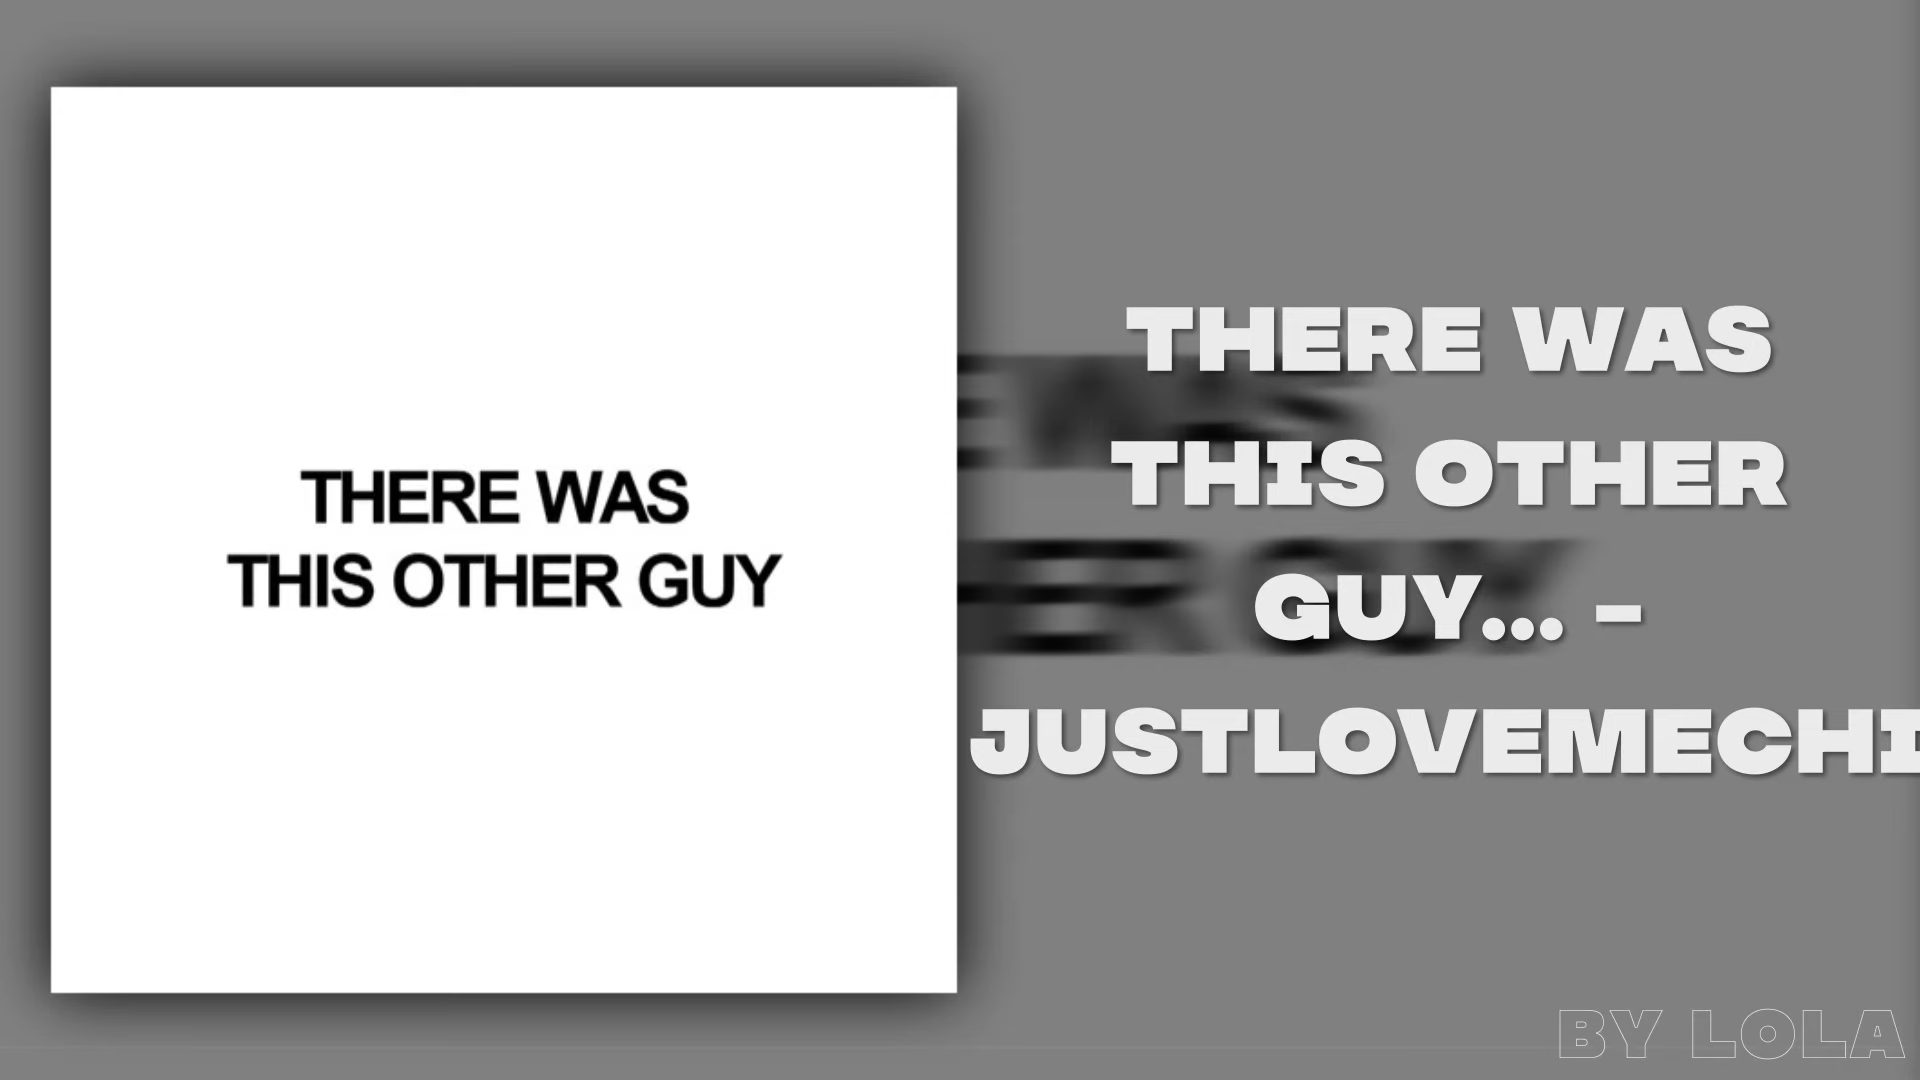 THERE WAS
THIS OTHER GUY
THERE WAS
THIS OTHER
GUY... -
JUSTLOVEMECHI
BY LOLA